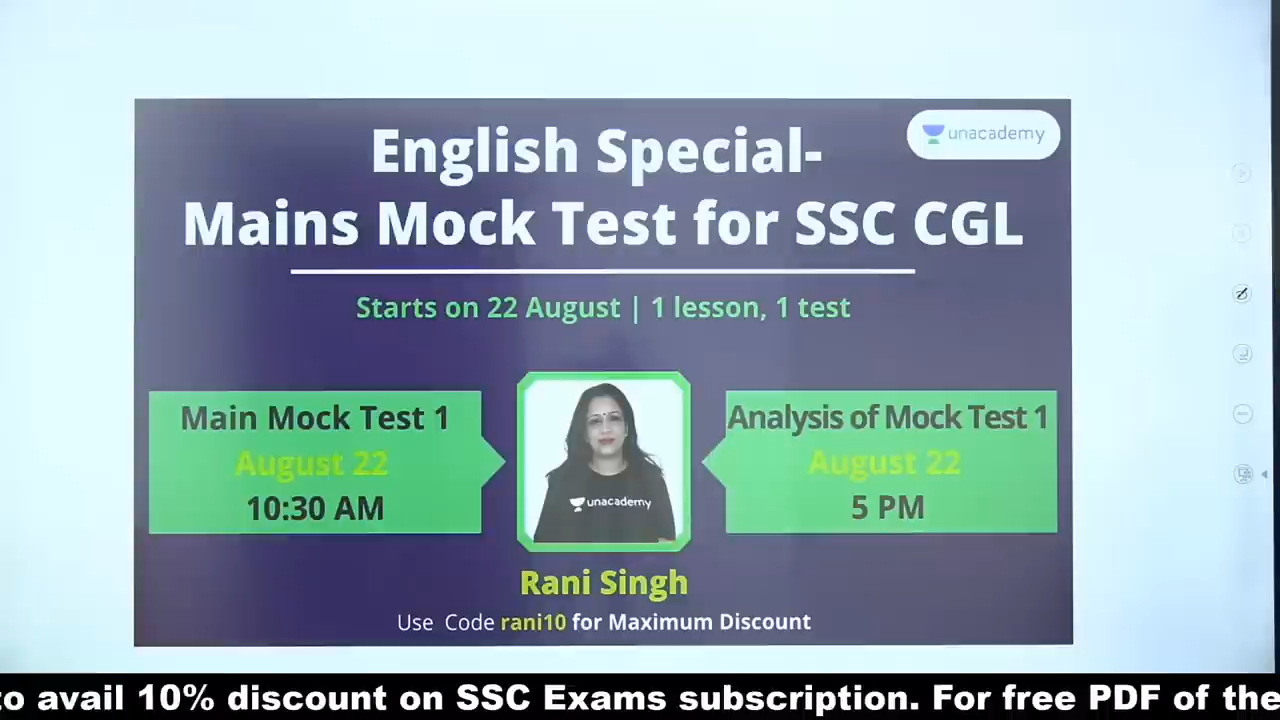 English Special-
unacademy
Mains Mock Test for SSC CGL
Starts on 22 August | 1 lesson, 1 test
Main Mock Test 1
August 22
10:30 AM
unacademy
Analysis of Mock Test 1
August 22
5 PM
Rani Singh
Use Code rani10 for Maximum Discount
to avail 10% discount on SSC Exams subscription. For free PDF of the